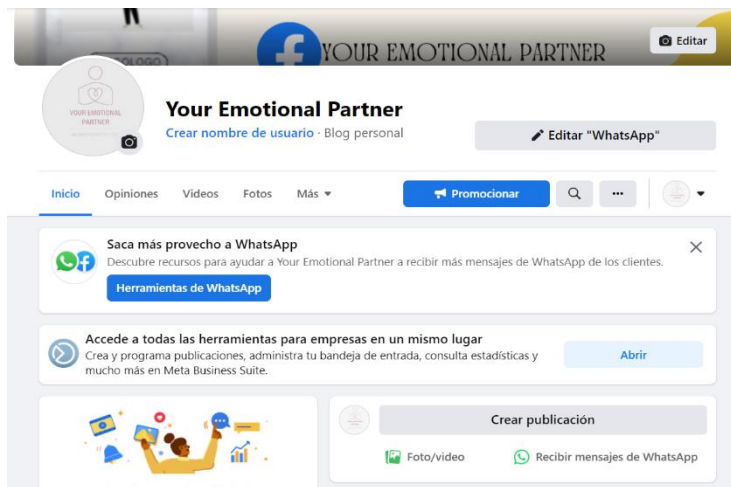 YOUR EMOTIONAL PARTNER
Editar
YOUR EMOTIONAL
PARTNER
Your Emotional Partner
Crear nombre de usuario · Blog personal
Editar "WhatsApp"
Inicio
Opiniones
Videos
Fotos
Más
Promocionar
Saca más provecho a WhatsApp
Descubre recursos para ayudar a Your Emotional Partner a recibir más mensajes de WhatsApp de los clientes.
Herramientas de WhatsApp
Accede a todas las herramientas para empresas en un mismo lugar
Crea y programa publicaciones, administra tu bandeja de entrada, consulta estadísticas y
mucho más en Meta Business Suite.
Abrir
Crear publicación
Foto/video
Recibir mensajes de WhatsApp